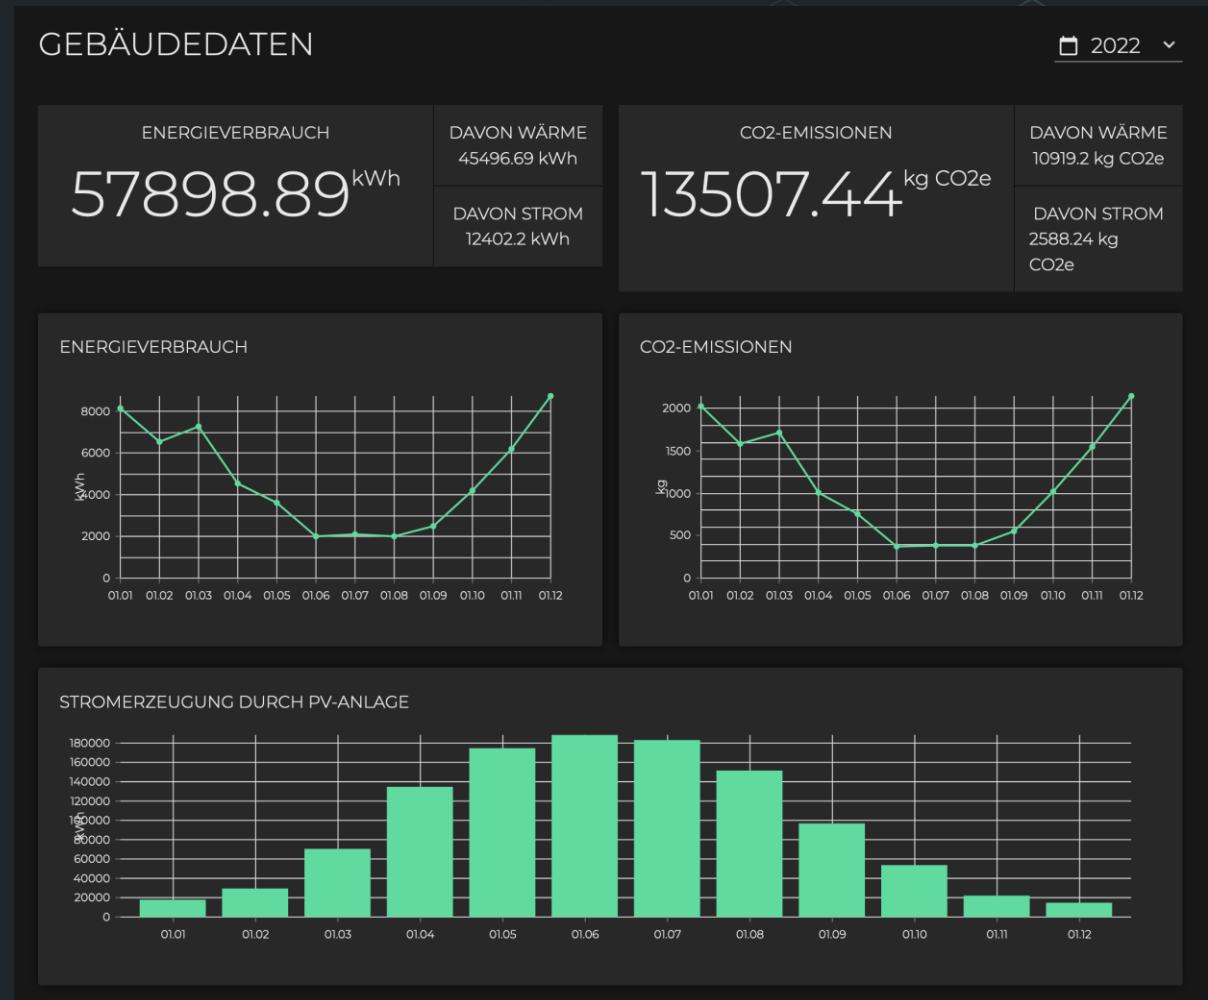 GEBÄUDEDATEN
2022
ENERGIEVERBRAUCH
57898.89 kWh
DAVON WÄRME
45496.69 kWh
DAVON STROM
12402.2 kWh
CO2-EMISSIONEN
13507.44 kg CO2e
DAVON WÄRME
10919.2 kg CO2e
DAVON STROM
2588.24 kg
CO2e
ENERGIEVERBRAUCH
8000
6000
4000
2000
0
kWh
01.01 01.02 01.03 01.04 01.05 01.06 01.07 01.08 01.09 01.10 01.11 01.12
CO2-EMISSIONEN
2000
1500
1000
500
0
kg
01.01 01.02 01.03 01.04 01.05 01.06 01.07 01.08 01.09 01.10 01.11 01.12
STROMERZEUGUNG DURCH PV-ANLAGE
180000
160000
140000
120000
100000
80000
60000
40000
20000
0
kWh
01.01 01.02 01.03 01.04 01.05 01.06 01.07 01.08 01.09 01.10 01.11 01.12